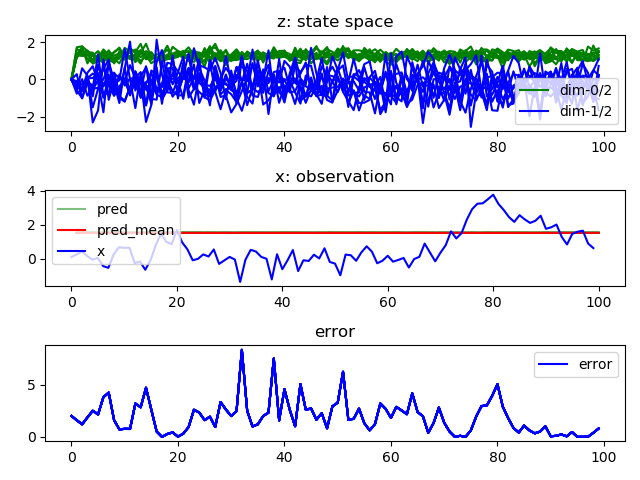 z: state space
2
0
−2
dim-0/2
dim-1/2
0 20 40 60 80 100
x: observation
4
2
0
pred
pred_mean
x
0 20 40 60 80 100
error
5
0
error
0 20 40 60 80 100